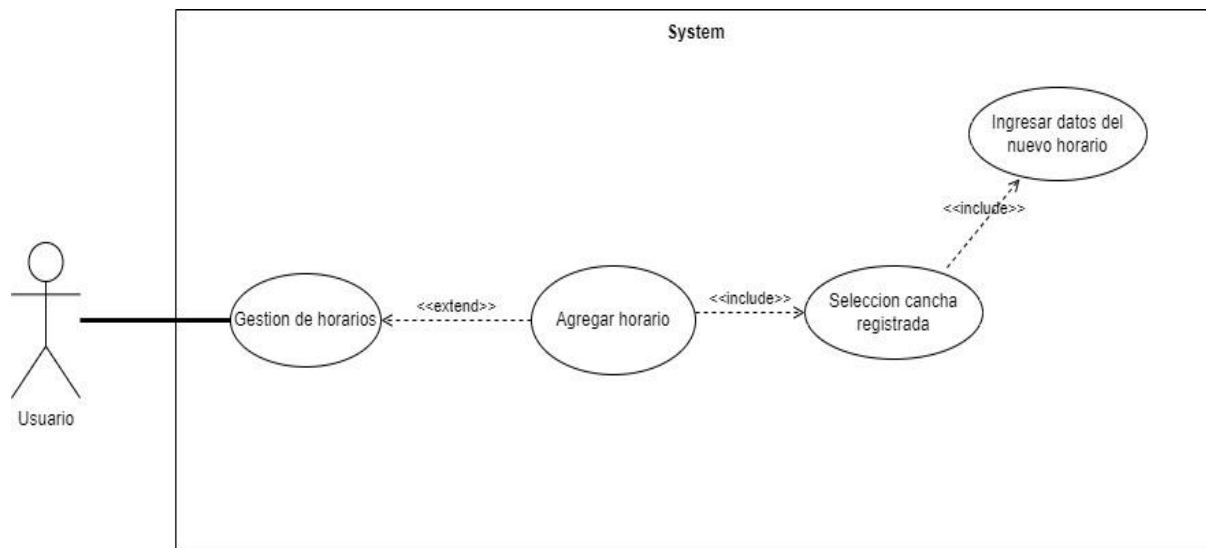 System
Ingresar datos del
nuevo horario
<<include>>
Usuario
Gestion de horarios
<<extend>>
Agregar horario
<<include>>
Seleccion cancha
registrada